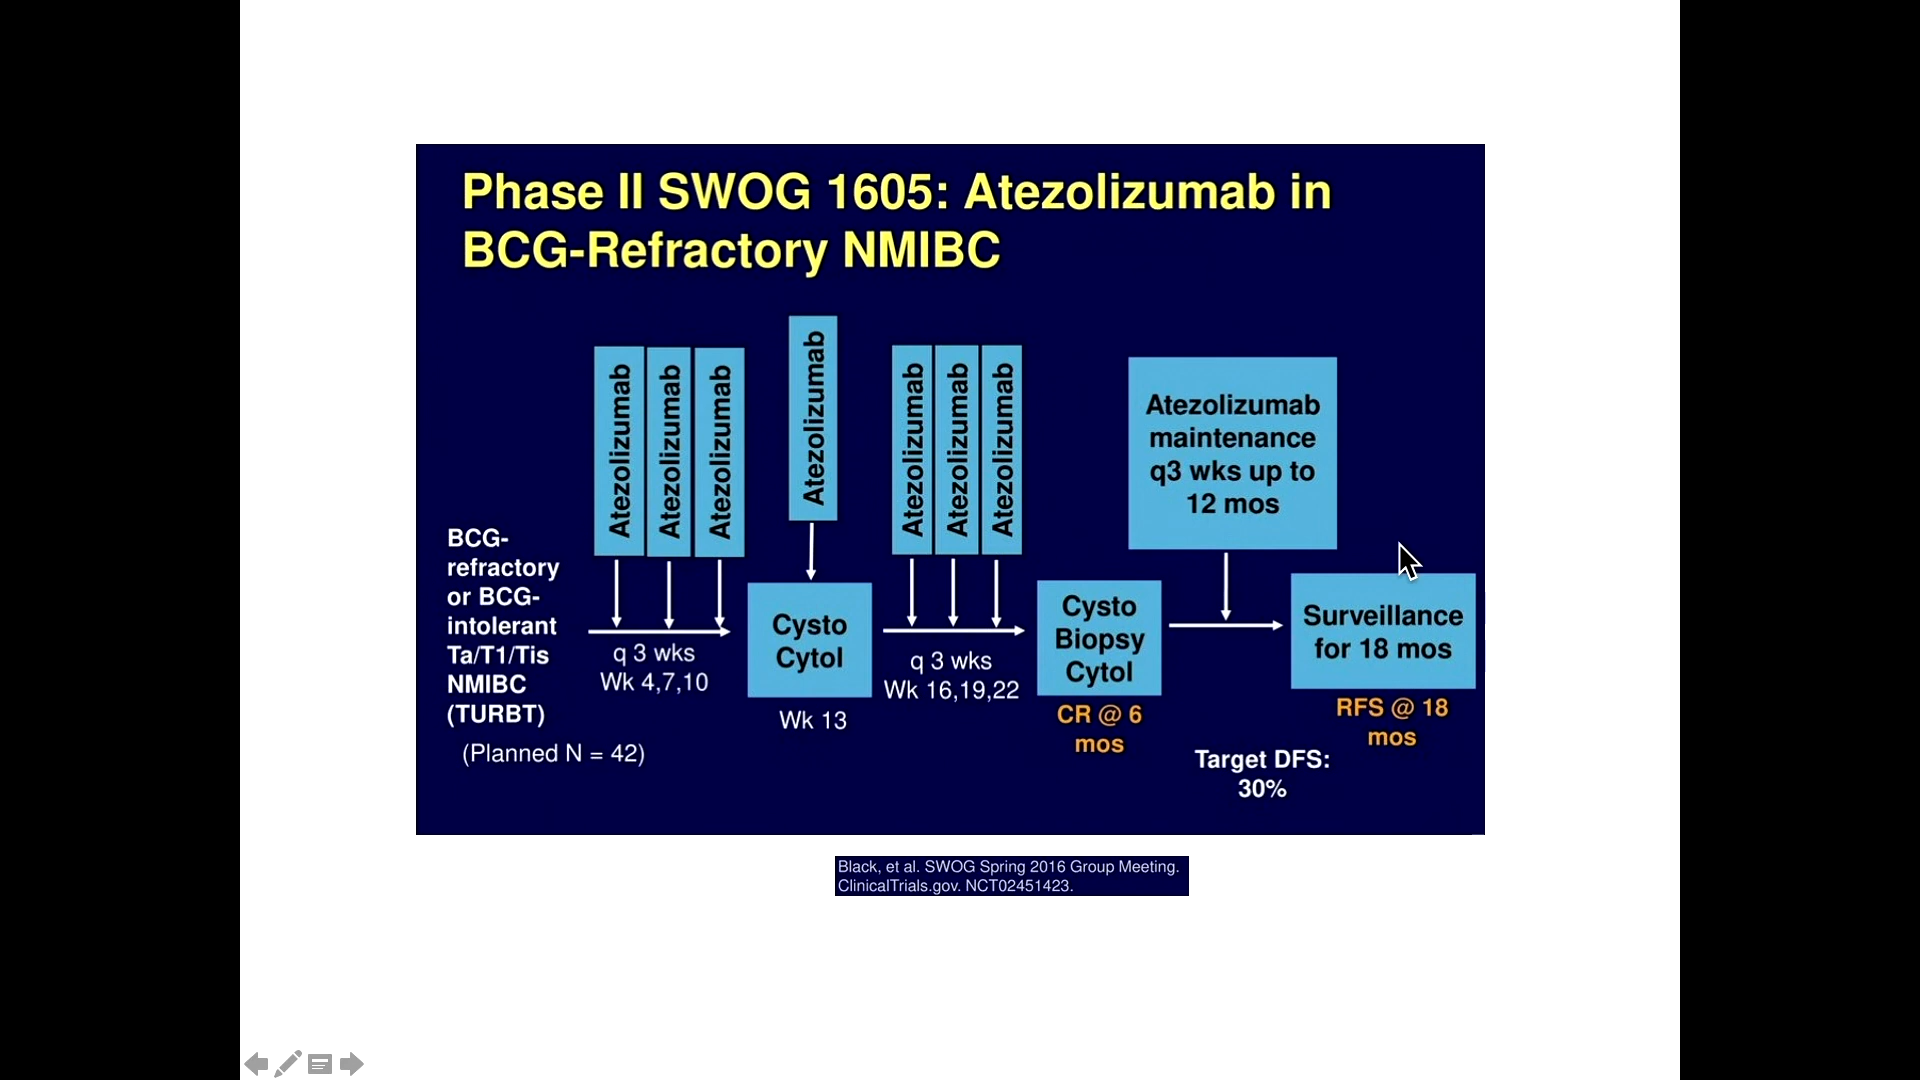 Phase II SWOG 1605: Atezolizumab in
BCG-Refractory NMIBC
Atezolizumab
Atezolizumab
Atezolizumab
Atezolizumab
Atezolizumab
Atezolizumab
Atezolizumab
Atezolizumab
maintenance
q3 wks up to
12 mos
BCG-
refractory
or BCG-
intolerant
Ta/T1/Tis
NMIBC
(TURBT)
(Planned N = 42)
q 3 wks
Wk 4,7,10
Cysto
Cytol
Wk 13
q 3 wks
Wk 16,19,22
Cysto
Biopsy
Cytol
CR @ 6
mos
Surveillance
for 18 mos
RFS @ 18
mos
Target DFS:
30%
Black, et al. SWOG Spring 2016 Group Meeting.
ClinicalTrials.gov. NCT02451423.